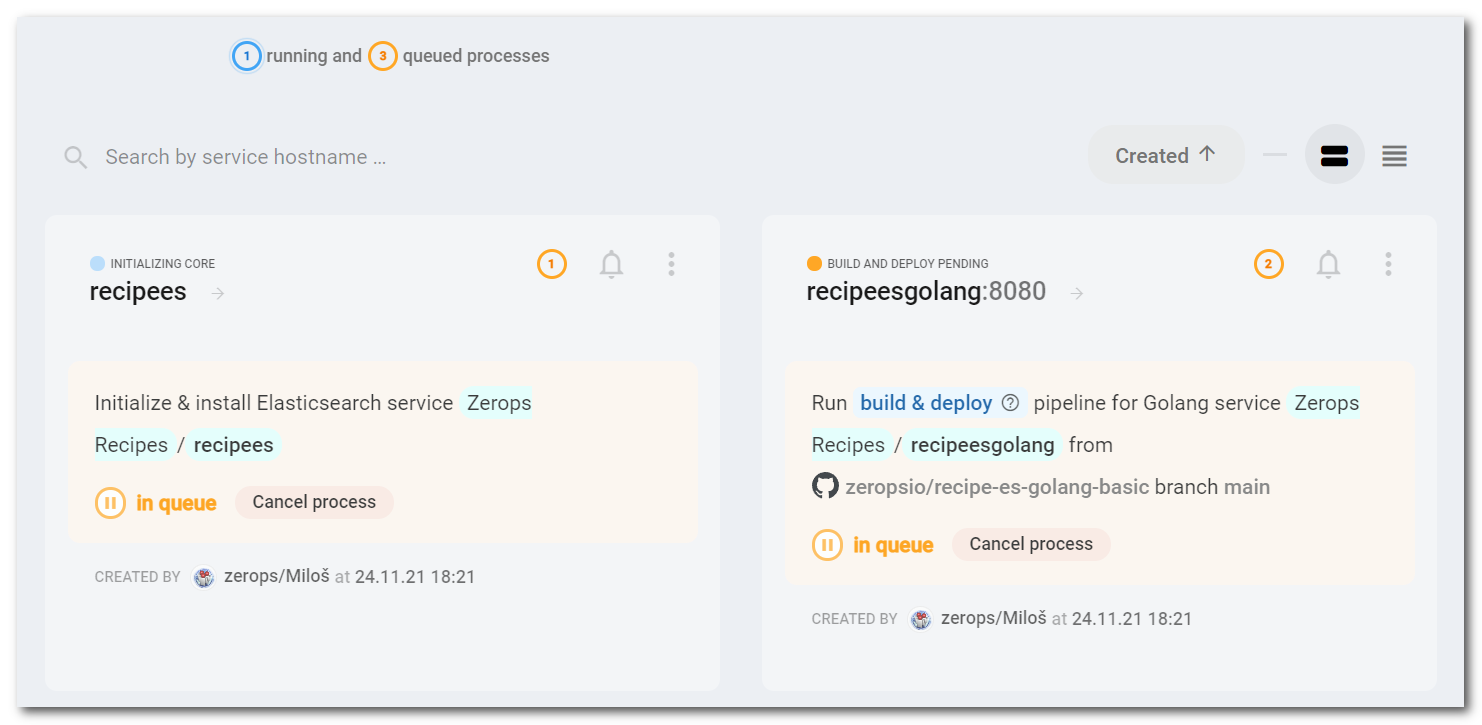 1 running and 3 queued processes
Search by service hostname ...
Created
INITIALIZING CORE
1
recipees
Initialize & install Elasticsearch service Zerops
Recipes / recipees
in queue Cancel process
CREATED BY zerops/Miloš at 24.11.21 18:21
BUILD AND DEPLOY PENDING
2
recipeesgolang:8080
Run build & deploy ? pipeline for Golang service Zerops
Recipes / recipeesgolang from
zeropsio/recipe-es-golang-basic branch main
in queue Cancel process
CREATED BY zerops/Miloš at 24.11.21 18:21